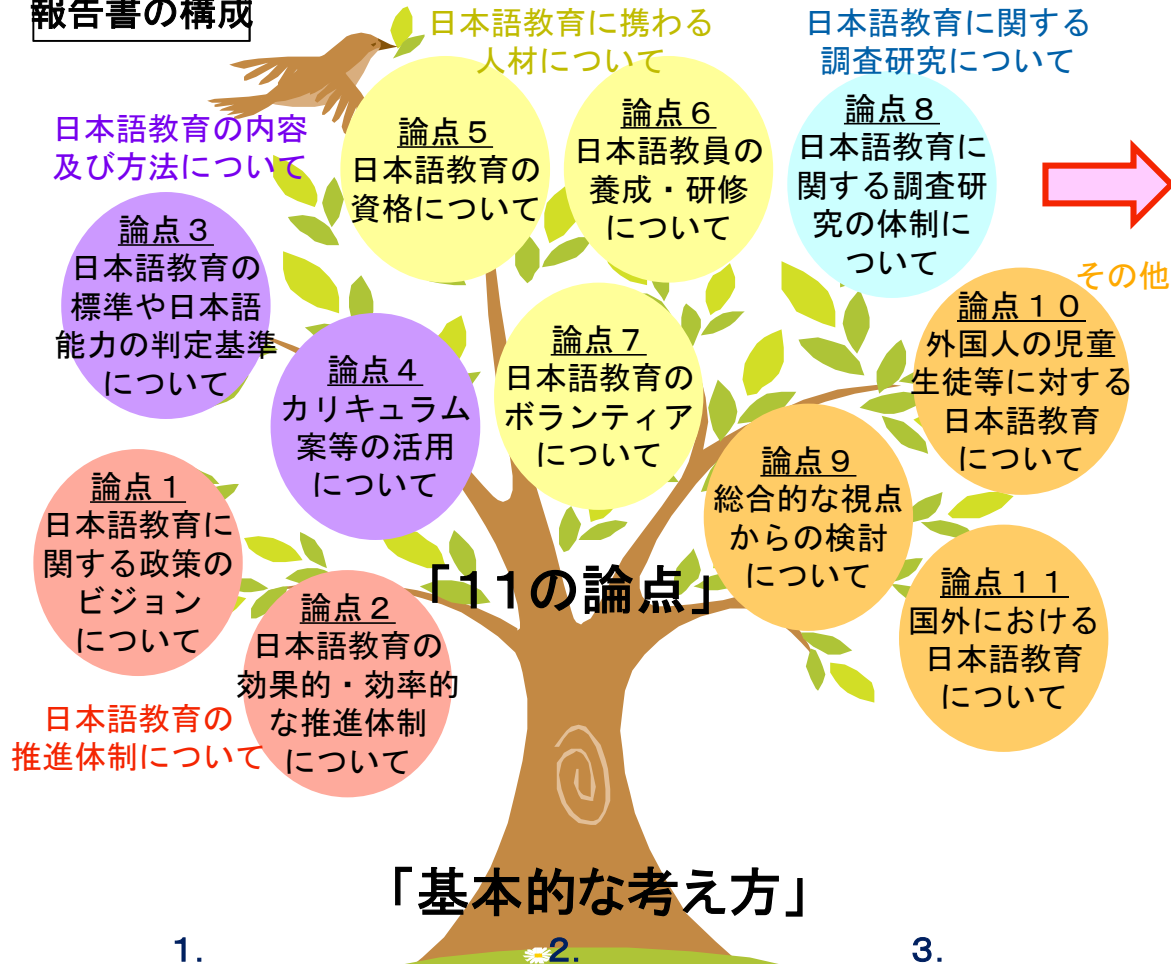 報告書の構成
日本語教育に携わる
人材について
日本語教育に関する
調査研究について
日本語教育の内容
及び方法について
論点５
日本語教育の
資格について
論点６
日本語教員の
養成・研修
について
論点８
日本語教育に
関する調査研
究の体制に
ついて
論点３
日本語教育の
標準や日本語
能力の判定基準
について
論点４
カリキュラム
案等の活用
について
論点７
日本語教育の
ボランティア
について
その他
論点１０
外国人の児童
生徒等に対する
日本語教育
について
論点９
総合的な視点
からの検討
について
論点１
日本語教育に
関する政策の
ビジョン
について
論点２
日本語教育の
効果的・効率的
な推進体制
について
「11の論点」
論点１１
国外における
日本語教育
について
日本語教育の
推進体制について
「基本的な考え方」
1.
2.
3.